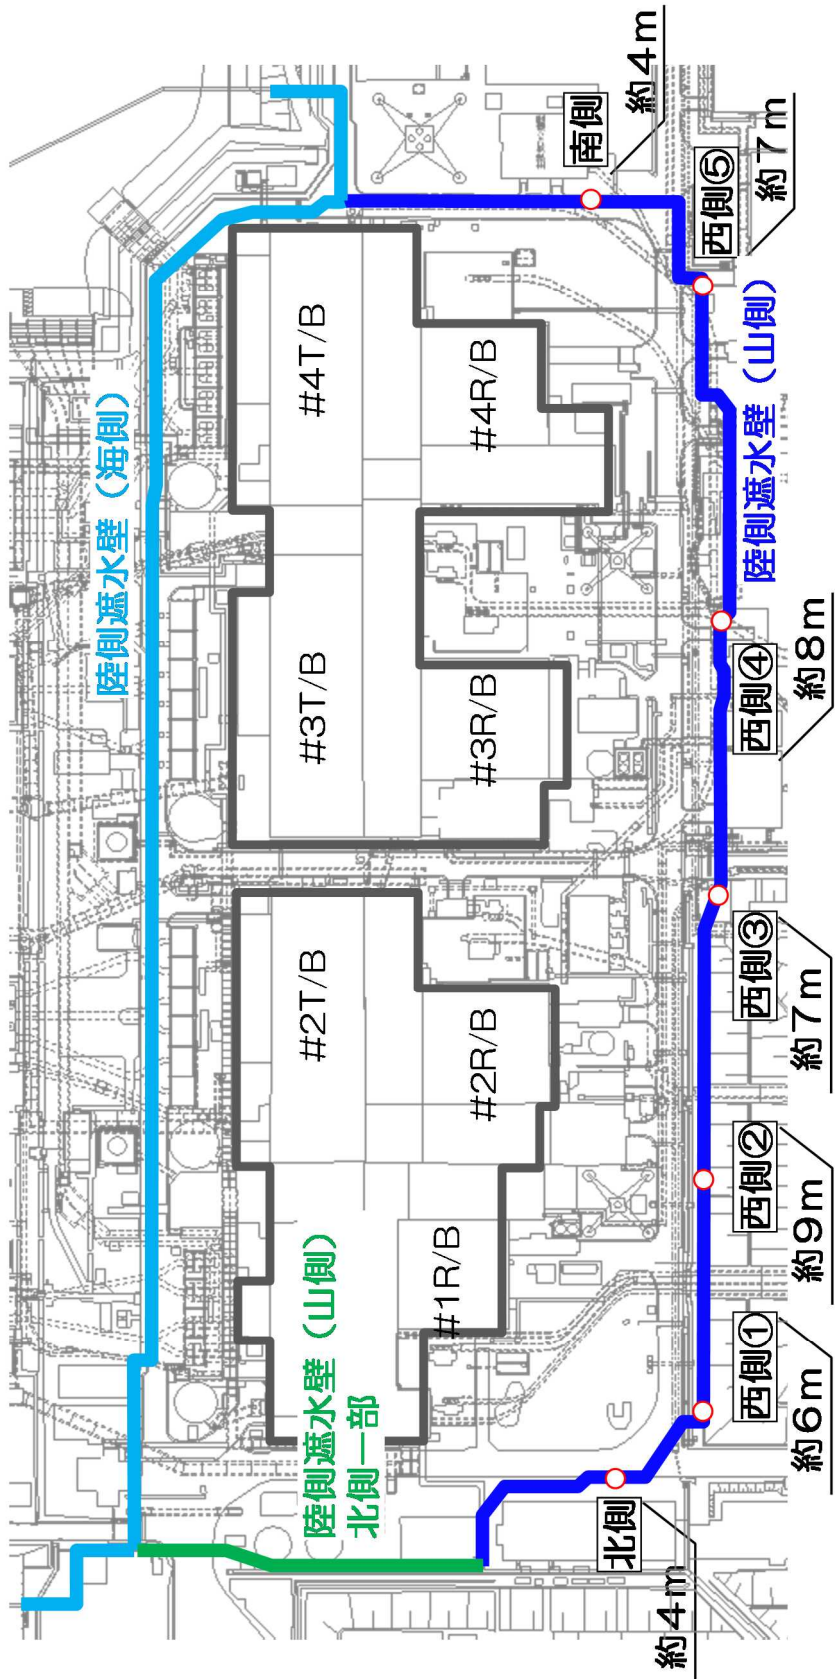 陸側遮水壁（海側）
#4T/B
#3T/B
#2T/B
#4R/B
#3R/B
#2R/B
#1R/B
陸側遮水壁（山側）
北側一部
陸側遮水壁（山側）
北側
約4m
西側①
約6m
西側②
約9m
西側③
約7m
西側④
約8m
西側⑤
約7m
南側
約4m